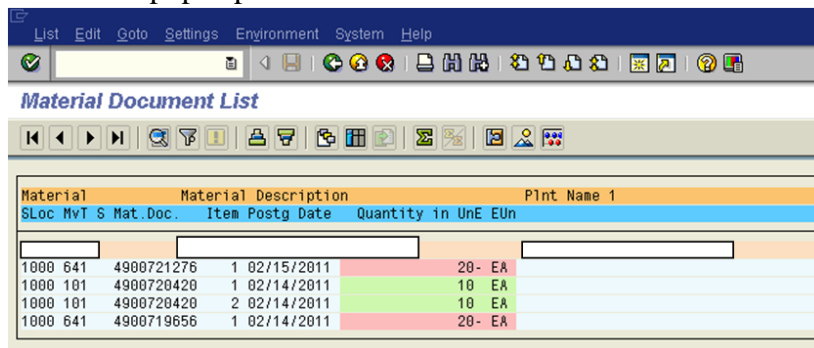 List Edit Goto Settings Environment System Help
Material Document List
Material Material Description Plnt Name 1
SLoc MvT S Mat.Doc. Item Postg Date Quantity in UnE EUn
1000 641 4900721276 1 02/15/2011 20- EA
1000 101 4900720420 1 02/14/2011 10 EA
1000 101 4900720420 2 02/14/2011 10 EA
1000 641 4900719656 1 02/14/2011 20- EA